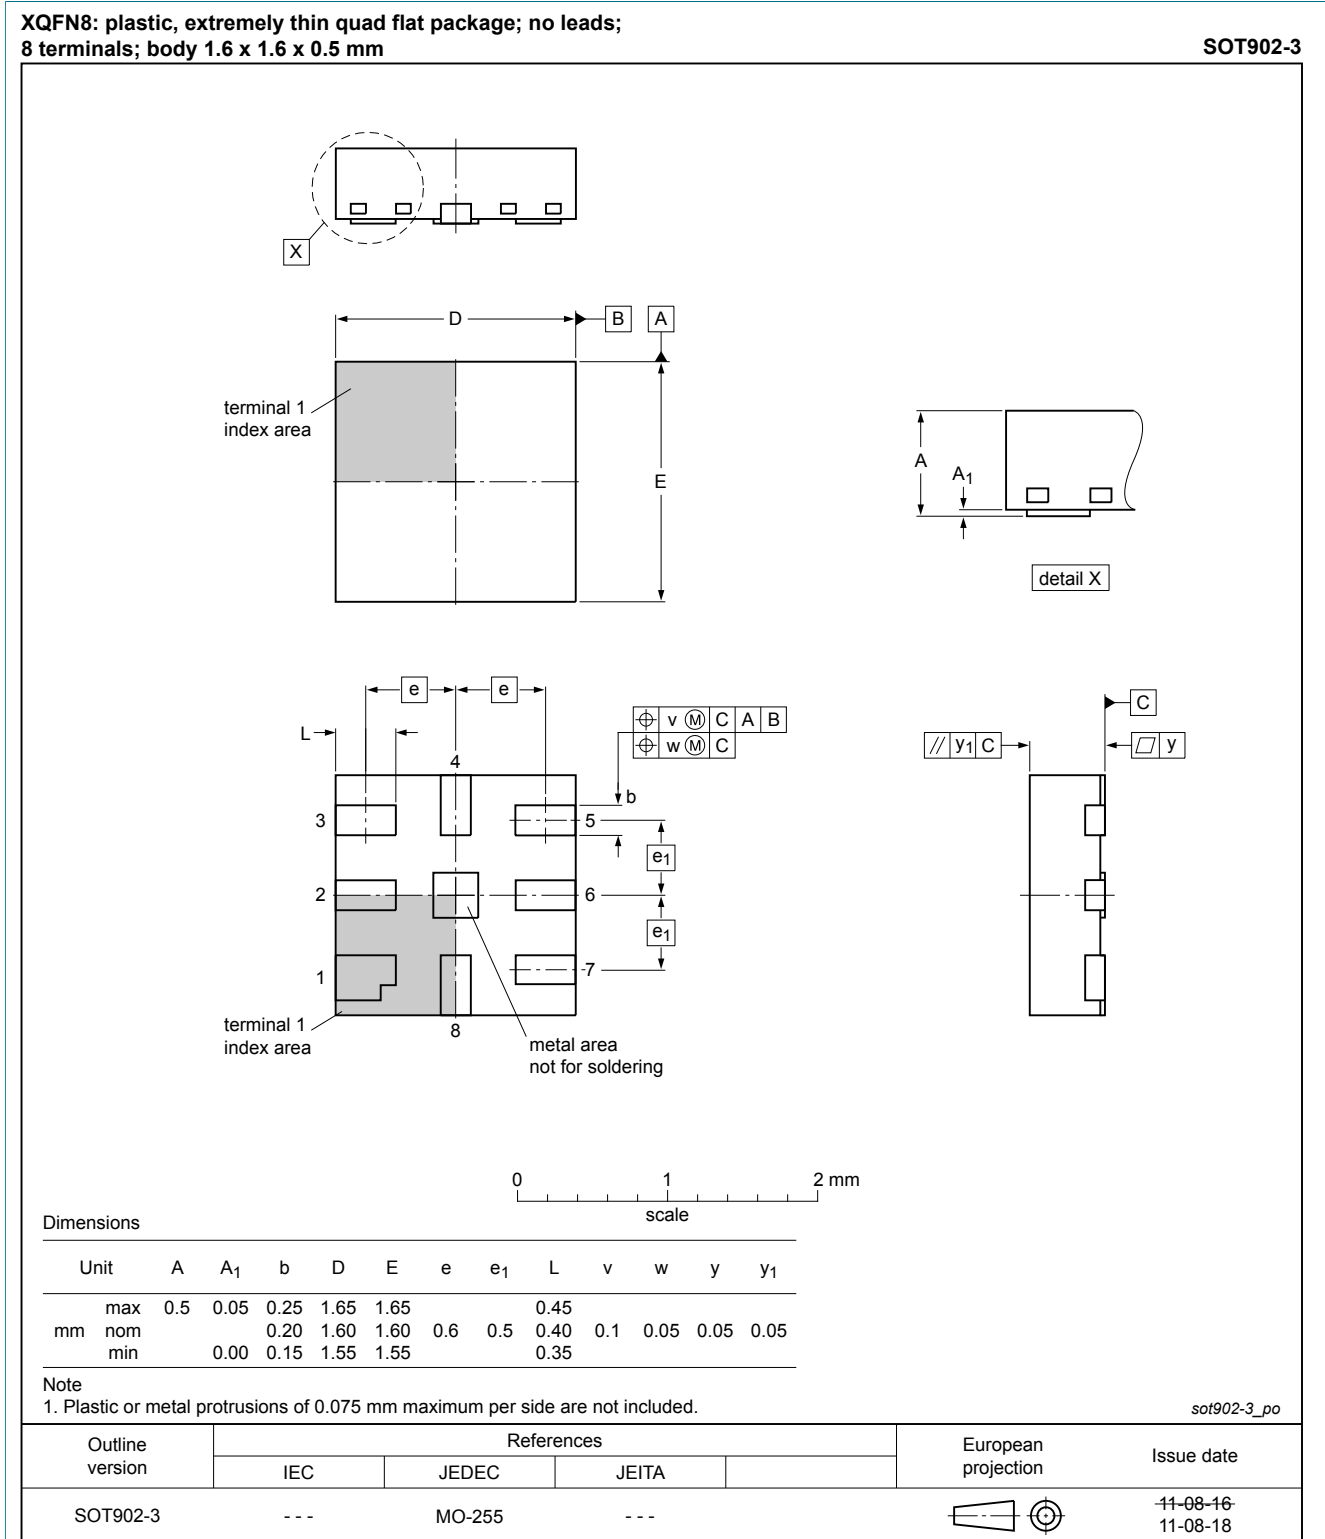 XQFN8: plastic, extremely thin quad flat package; no leads;
8 terminals; body 1.6 x 1.6 x 0.5 mm
SOT902-3
X
D
B
A
terminal 1
index area
E
A
A1
detail X
e
e
L
v M C A B
w M C
C
y1 C
y
4
b
3
5
e1
2
6
e1
1
7
terminal 1
index area
8
metal area
not for soldering
0 1 2 mm
scale
Dimensions
Unit A A1 b D E e e1 L v w y y1
max 0.5 0.05 0.25 1.65 1.65 0.45
mm nom 0.20 1.60 1.60 0.6 0.5 0.40 0.1 0.05 0.05 0.05
min 0.00 0.15 1.55 1.55 0.35
Note
1. Plastic or metal protrusions of 0.075 mm maximum per side are not included.
sot902-3_po
Outline
version
References
IEC JEDEC JEITA
European
projection
Issue date
SOT902-3 - - - MO-255 - - -
11-08-16
11-08-18